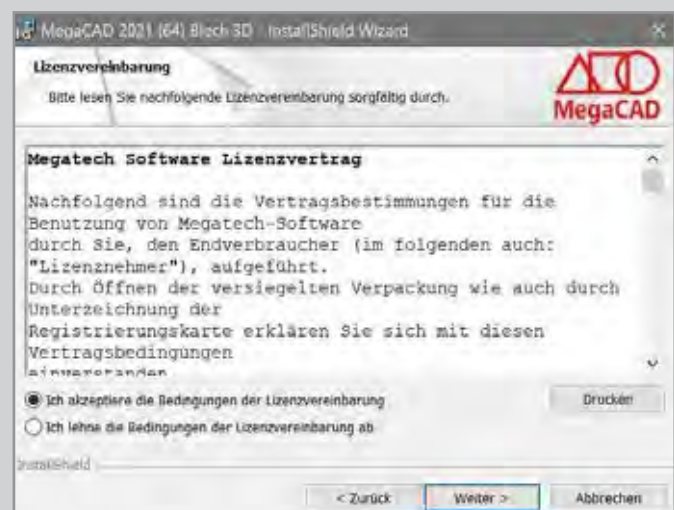 MegaCAD 2021 (64) Blech 3D - InstallShield Wizard
Lizenzvereinbarung
Bitte lesen Sie nachfolgende Lizenzvereinbarung sorgfältig durch.
MegaCAD
Megatech Software Lizenzvertrag
Nachfolgend sind die Vertragsbestimmungen für die
Benutzung von Megatech-Software
durch Sie, den Endverbraucher (im folgenden auch:
"Lizenznehmer"), aufgeführt.
Durch Öffnen der versiegelten Verpackung wie auch durch
Unterzeichnung der
Registrierungskarte erklären Sie sich mit diesen
Vertragsbedingungen
einverstanden
Ich akzeptiere die Bedingungen der Lizenzvereinbarung
Drucken
Ich lehne die Bedingungen der Lizenzvereinbarung ab
InstallShield
< Zurück
Weiter >
Abbrechen